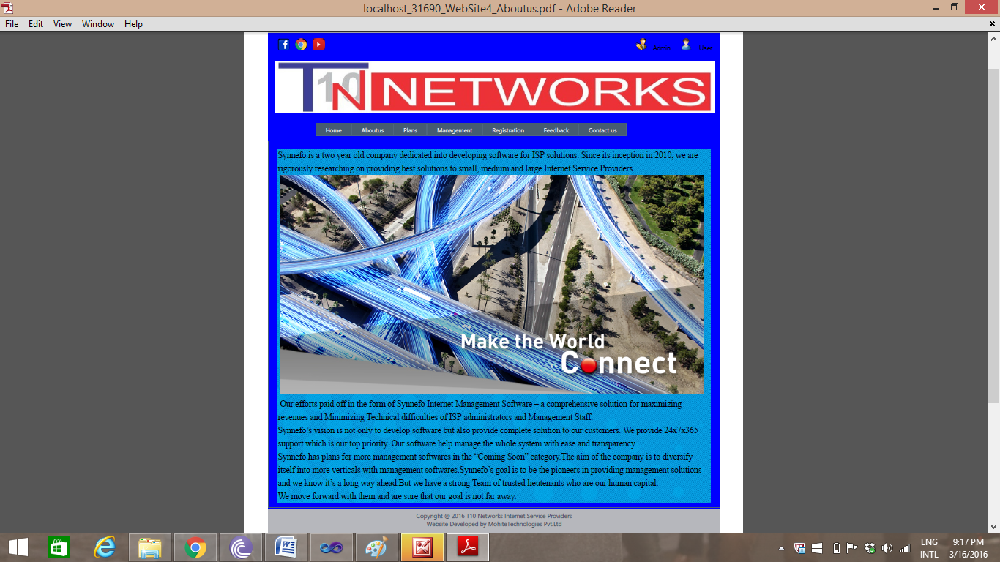 localhost_31690_WebSite4_Aboutus.pdf - Adobe Reader
File Edit View Window Help
Admin User
T10N NETWORKS
Home Aboutus Plans Management Registration Feedback Contact us
Synnefo is a two year old company dedicated into developing software for ISP solutions. Since its inception in 2010, we are
rigorously researching on providing best solutions to small, medium and large Internet Service Providers.
Make the World
Connect
Our efforts paid off in the form of Synnefo Internet Management Software – a comprehensive solution for maximizing
revenues and Minimizing Technical difficulties of ISP administrators and Management Staff.
Synnefo’s vision is not only to develop software but also provide complete solution to our customers. We provide 24x7x365
support which is our top priority. Our software help manage the whole system with ease and transparency.
Synnefo has plans for more management softwares in the “Coming Soon” category.The aim of the company is to diversify
itself into more verticals with management softwares.Synnefo’s goal is to be the pioneers in providing management solutions
and we know it’s a long way ahead.But we have a strong Team of trusted lieutenants who are our human capital.
We move forward with them and are sure that our goal is not far away.
Copyright @ 2016 T10 Networks Internet Service Providers
Website Developed by MohiteTechnologies Pvt.Ltd
ENG 9:17 PM
INTL 3/16/2016